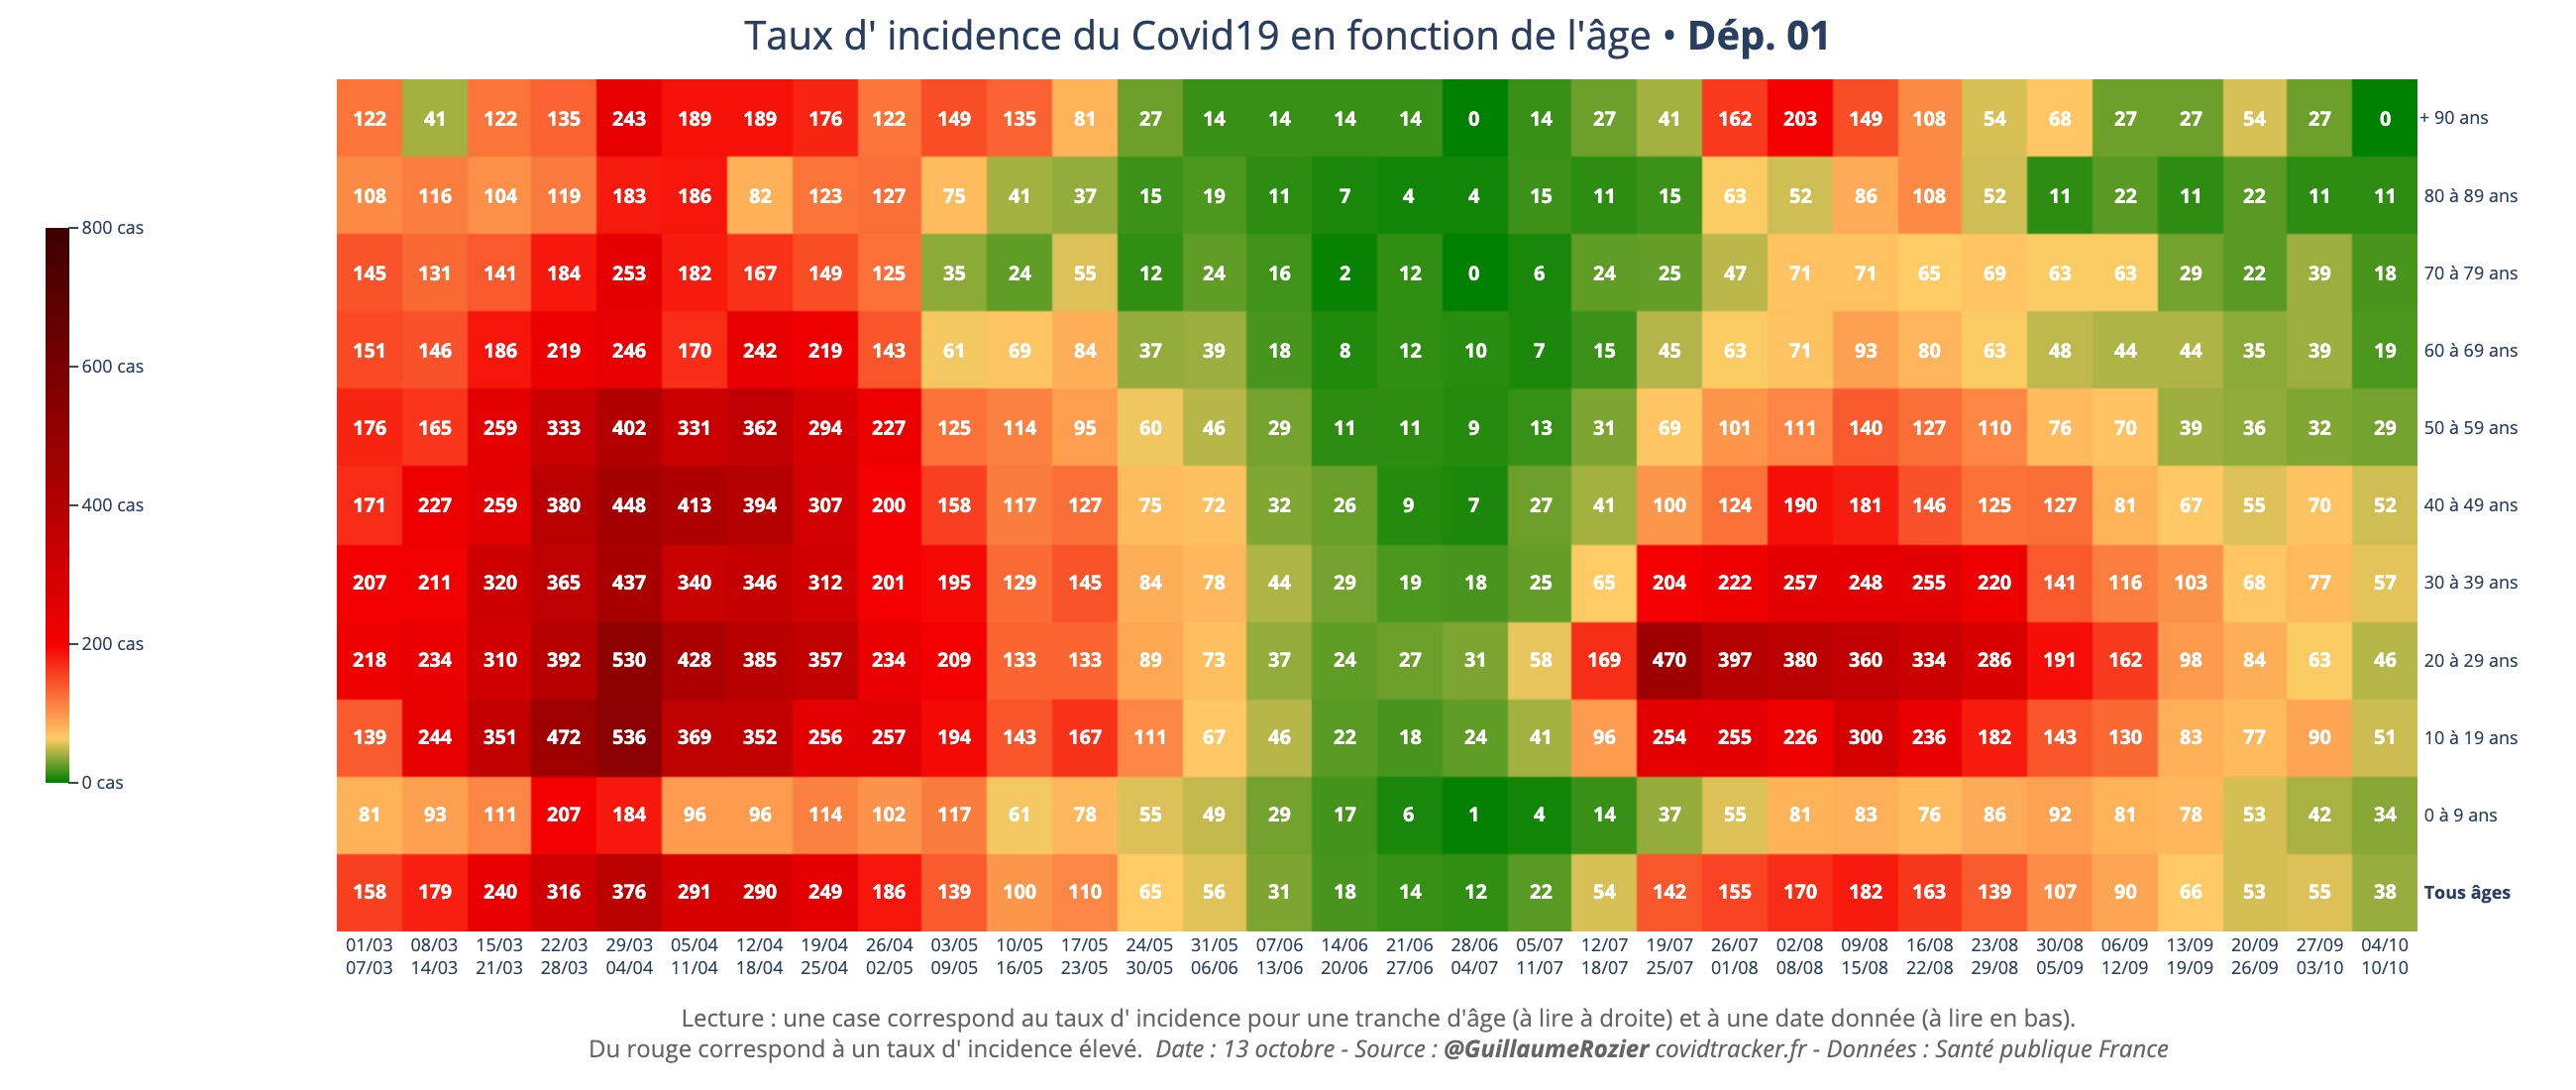 Taux d' incidence du Covid19 en fonction de l'âge • Dép. 01
800 cas
600 cas
400 cas
200 cas
0 cas
122 41 122 135 243 189 189 176 122 149 135 81 27 14 14 14 14 0 14 27 41 162 203 149 108 54 68 27 27 54 27 0 + 90 ans
108 116 104 119 183 186 82 123 127 75 41 37 15 19 11 7 4 4 15 11 15 63 52 86 108 52 11 22 11 22 11 11 80 à 89 ans
145 131 141 184 253 182 167 149 125 35 24 55 12 24 16 2 12 0 6 24 25 47 71 71 65 69 63 63 29 22 39 18 70 à 79 ans
151 146 186 219 246 170 242 219 143 61 69 84 37 39 18 8 12 10 7 15 45 63 71 93 80 63 48 44 44 35 39 19 60 à 69 ans
176 165 259 333 402 331 362 294 227 125 114 95 60 46 29 11 11 9 13 31 69 101 111 140 127 110 76 70 39 36 32 29 50 à 59 ans
171 227 259 380 448 413 394 307 200 158 117 127 75 72 32 26 9 7 27 41 100 124 190 181 146 125 127 81 67 55 70 52 40 à 49 ans
207 211 320 365 437 340 346 312 201 195 129 145 84 78 44 29 19 18 25 65 204 222 257 248 255 220 141 116 103 68 77 57 30 à 39 ans
218 234 310 392 530 428 385 357 234 209 133 133 89 73 37 24 27 31 58 169 470 397 380 360 334 286 191 162 98 84 63 46 20 à 29 ans
139 244 351 472 536 369 352 256 257 194 143 167 111 67 46 22 18 24 41 96 254 255 226 300 236 182 143 130 83 77 90 51 10 à 19 ans
81 93 111 207 184 96 96 114 102 117 61 78 55 49 29 17 6 1 4 14 37 55 81 83 76 86 92 81 78 53 42 34 0 à 9 ans
158 179 240 316 376 291 290 249 186 139 100 110 65 56 31 18 14 12 22 54 142 155 170 182 163 139 107 90 66 53 55 38 Tous âges
01/03 08/03 15/03 22/03 29/03 05/04 12/04 19/04 26/04 03/05 10/05 17/05 24/05 31/05 07/06 14/06 21/06 28/06 05/07 12/07 19/07 26/07 02/08 09/08 16/08 23/08 30/08 06/09 13/09 20/09 27/09 04/10
07/03 14/03 21/03 28/03 04/04 11/04 18/04 25/04 02/05 09/05 16/05 23/05 30/05 06/06 13/06 20/06 27/06 04/07 11/07 18/07 25/07 01/08 08/08 15/08 22/08 29/08 05/09 12/09 19/09 26/09 03/10 10/10
Lecture : une case correspond au taux d' incidence pour une tranche d'âge (à lire à droite) et à une date donnée (à lire en bas).
Du rouge correspond à un taux d' incidence élevé. Date : 13 octobre - Source : @GuillaumeRozier covidtracker.fr - Données : Santé publique France